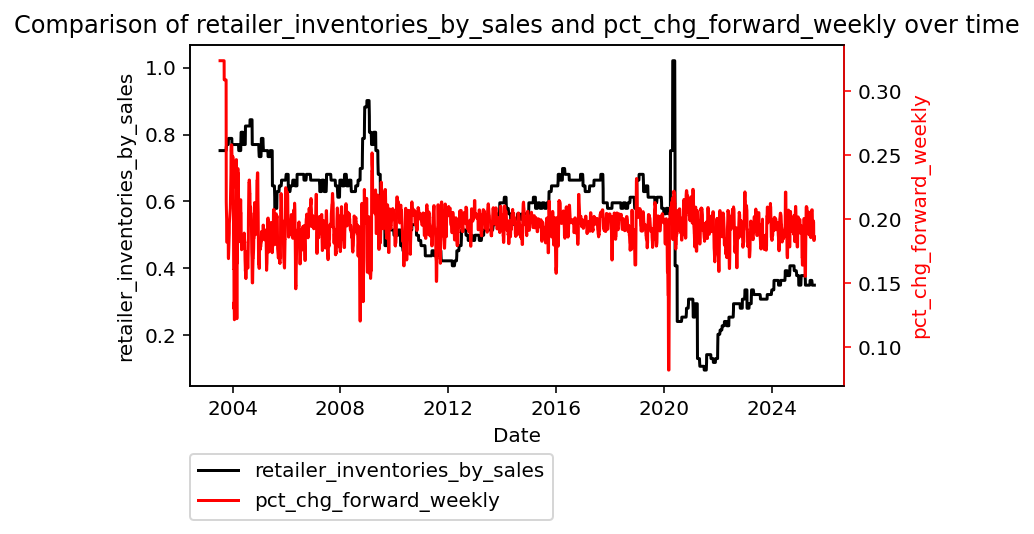 Comparison of retailer_inventories_by_sales and pct_chg_forward_weekly over time
retailer_inventories_by_sales
1.0
0.8
0.6
0.4
0.2
0.30
0.25
0.20
0.15
0.10
pct_chg_forward_weekly
2004 2008 2012 2016 2020 2024
Date
retailer_inventories_by_sales
pct_chg_forward_weekly